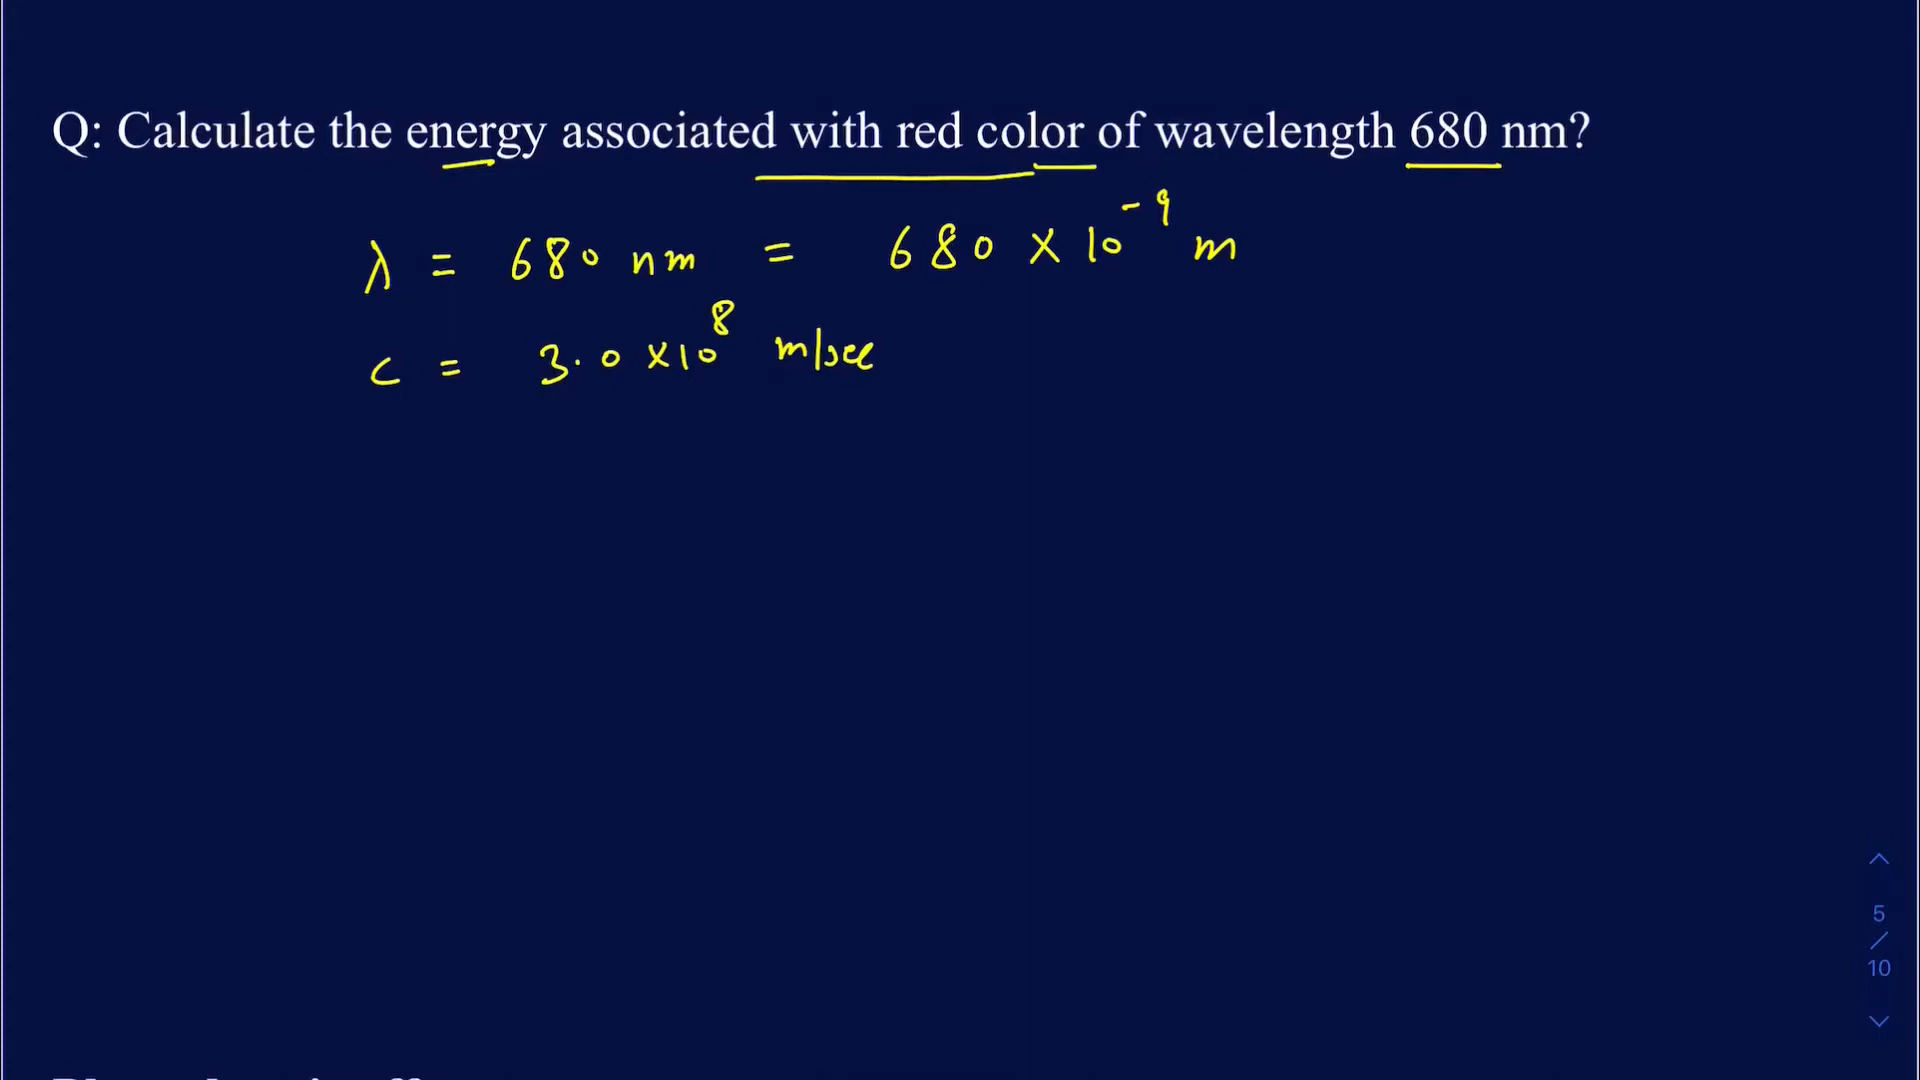 Q: Calculate the energy associated with red color of wavelength 680 nm?
λ = 680 nm = 680 × 10⁻⁹ m
c = 3.0 ×10⁸ m/sec
5
/
10